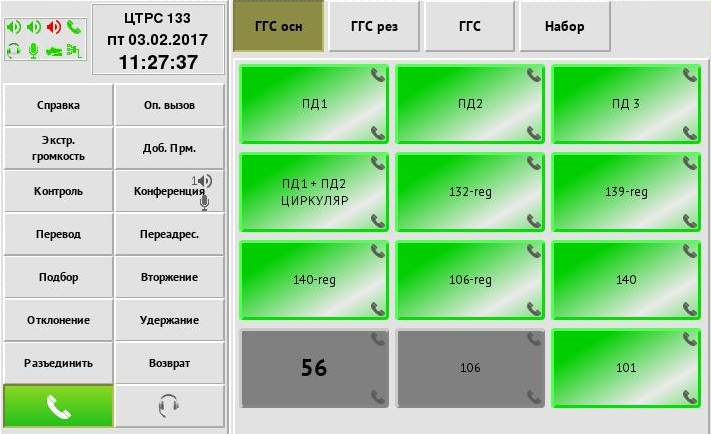 ЦТРС 133
пт 03.02.2017
11:27:37
ГГС осн
ГГС рез
ГГС
Набор
Справка
Оп. вызов
Экстр.
громкость
Доб. Прм.
Контроль
Конференция
1
Перевод
Переадрес.
Подбор
Вторжение
Отклонение
Удержание
Разъединить
Возврат
ПД1
ПД2
ПД 3
ПД1 + ПД2
ЦИРКУЛЯР
132-reg
139-reg
140-reg
106-reg
140
56
106
101